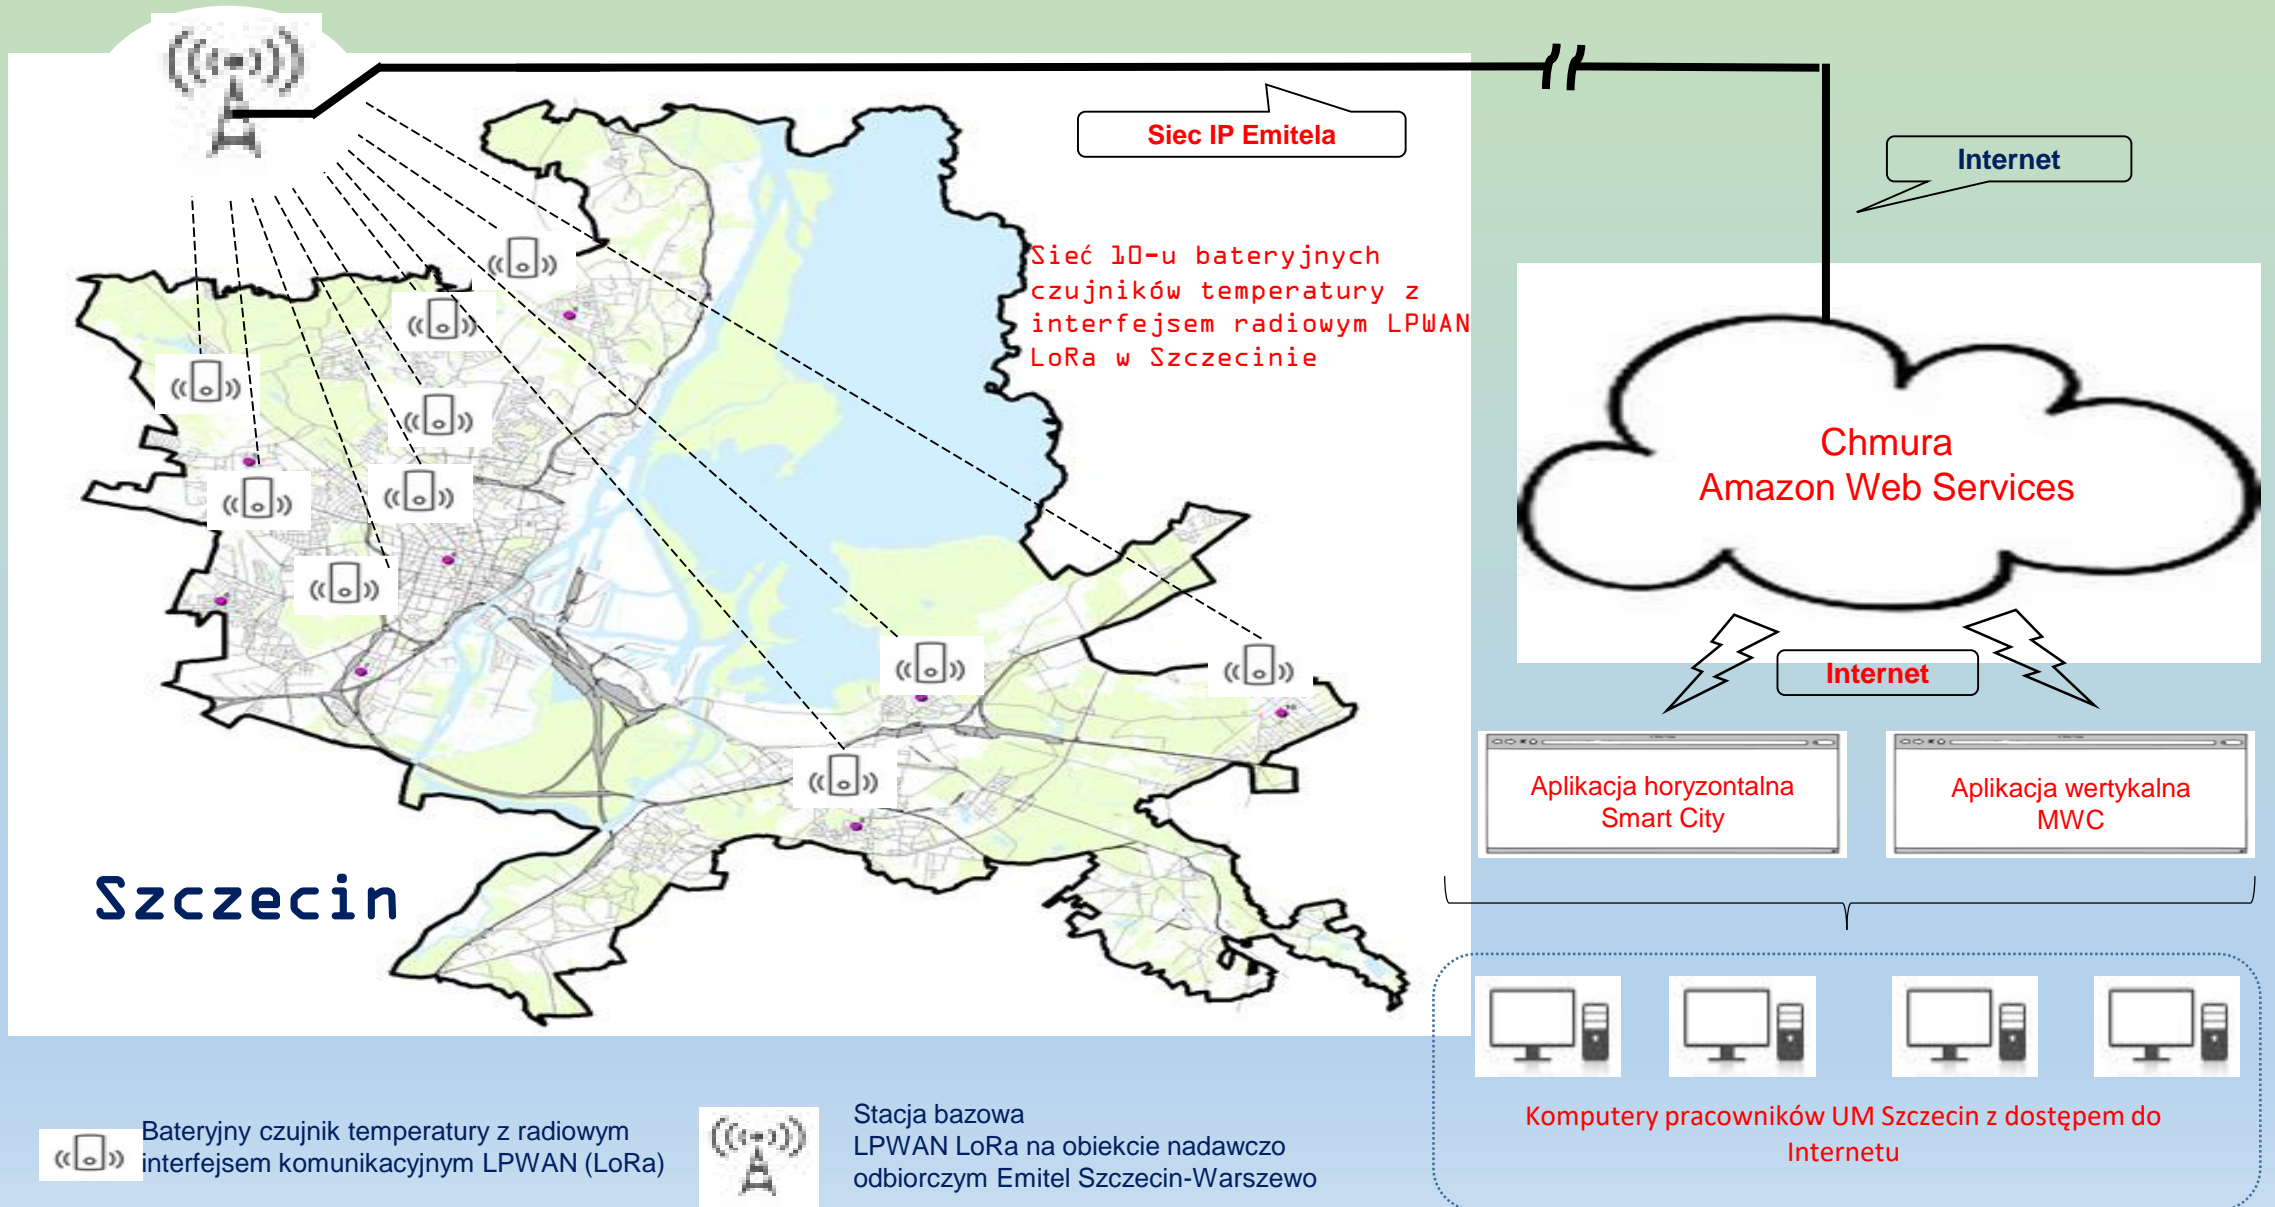 Siec IP Emitela
Internet
Sieć 10-u bateryjnych
czujników temperatury z
interfejsem radiowym LPWAN
LoRa w Szczecinie
Chmura
Amazon Web Services
Internet
Aplikacja horyzontalna
Smart City
Aplikacja wertykalna
MWC
Szczecin
Komputery pracowników UM Szczecin z dostępem do
Internetu
Bateryjny czujnik temperatury z radiowym
interfejsem komunikacyjnym LPWAN (LoRa)
Stacja bazowa
LPWAN LoRa na obiekcie nadawczo
odbiorczym Emitel Szczecin-Warszewo